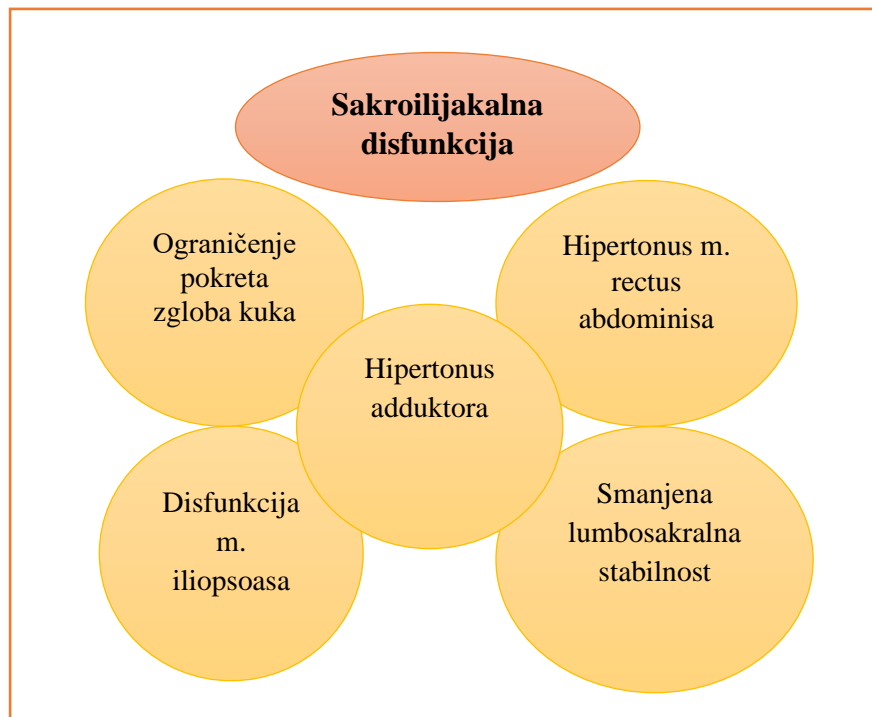 Sakroilijakalna
disfunkcija
Ograničenje
pokreta
zgloba kuka
Hipertonus m.
rectus
abdominisa
Hipertonus
adduktora
Disfunkcija
m.
iliopsoasa
Smanjena
lumbosakralna
stabilnost